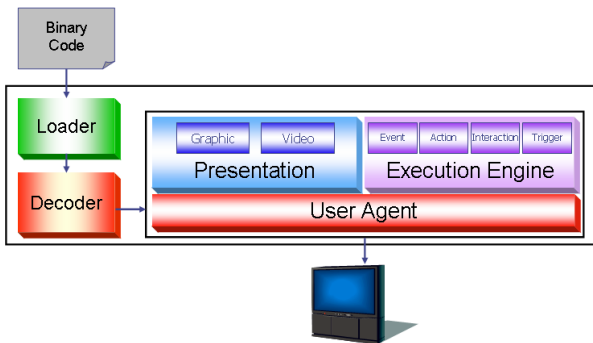 Binary
Code
Loader
Decoder
Graphic
Video
Presentation
Event
Action
Interaction
Trigger
Execution Engine
User Agent